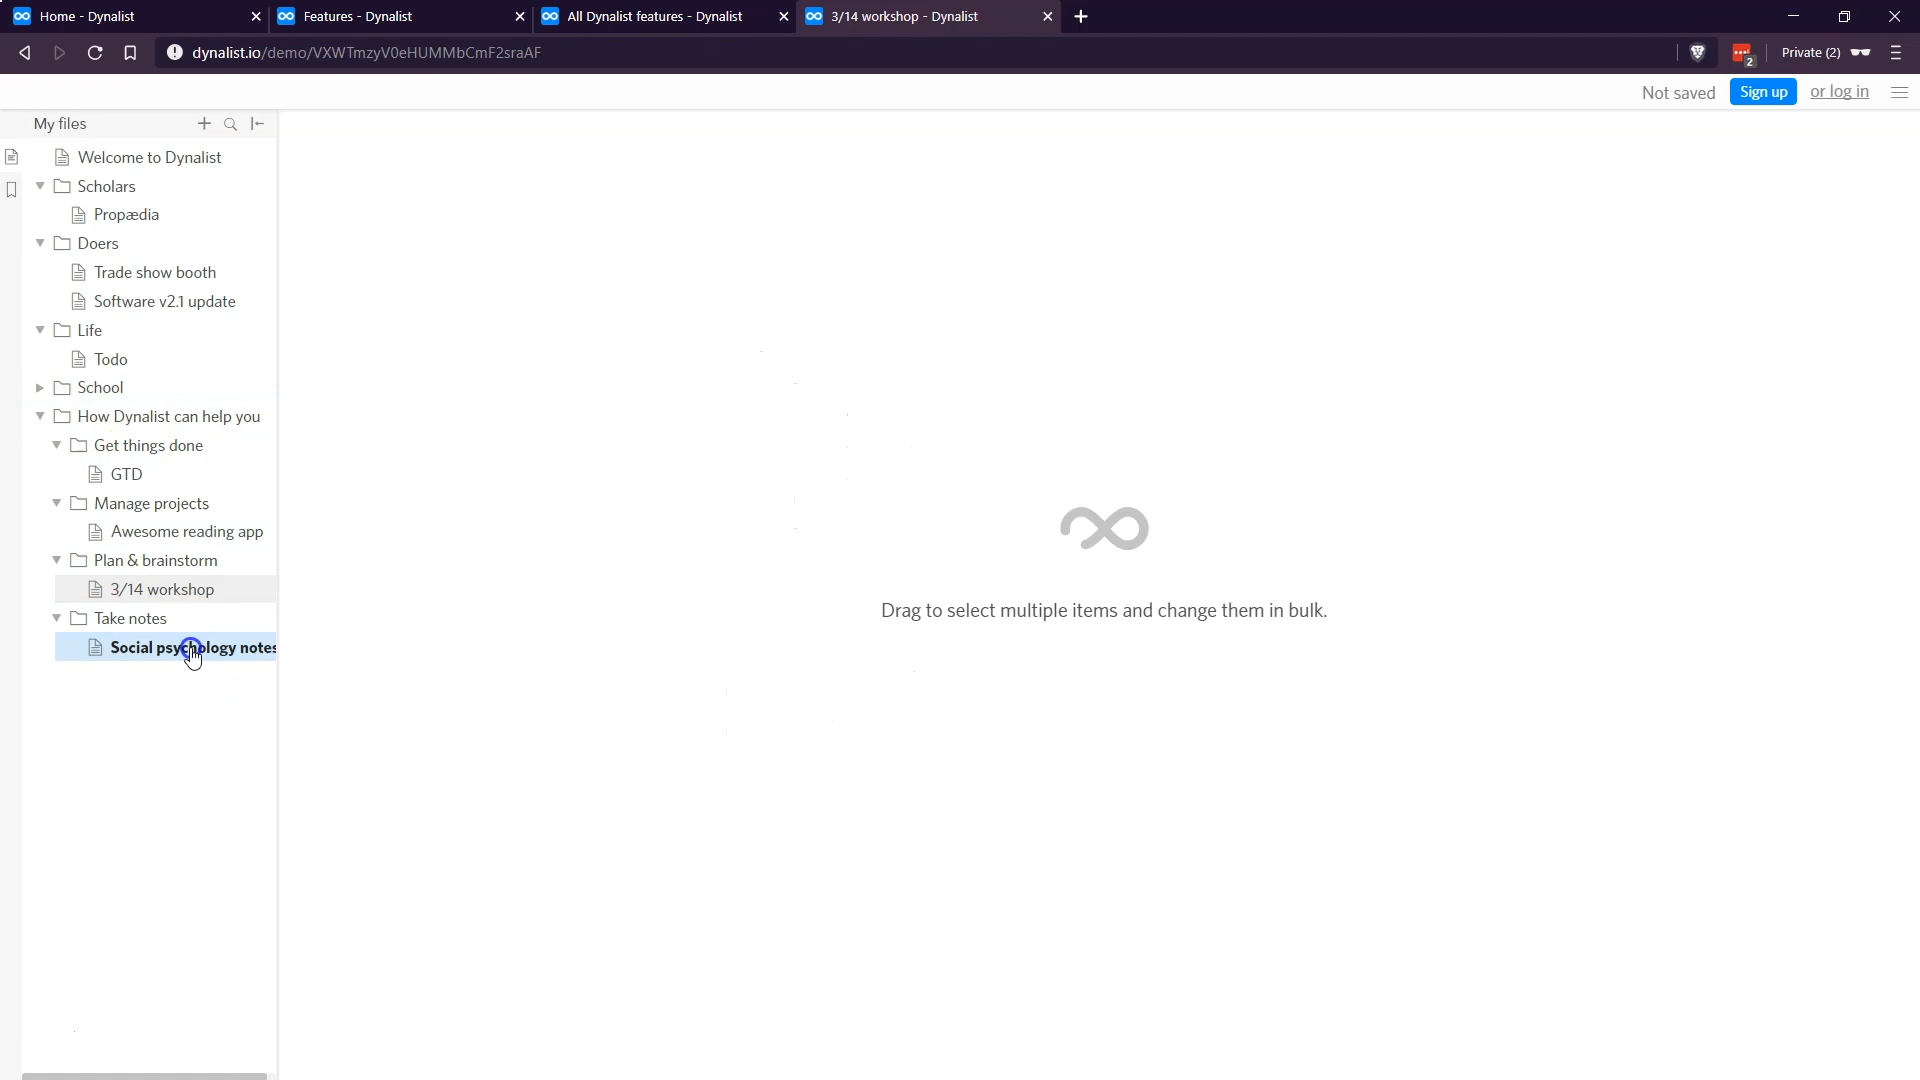 Home - Dynalist
Features - Dynalist
All Dynalist features - Dynalist
3/14 workshop - Dynalist
dynalist.io/demo/VXWTmzyV0eHUMMbCmF2sraAF
2
Private (2)
Not saved
Sign up
or log in
My files
Welcome to Dynalist
Scholars
Propædia
Doers
Trade show booth
Software v2.1 update
Life
Todo
School
How Dynalist can help you
Get things done
GTD
Manage projects
Awesome reading app
Plan & brainstorm
3/14 workshop
Take notes
Social psychology notes
Drag to select multiple items and change them in bulk.